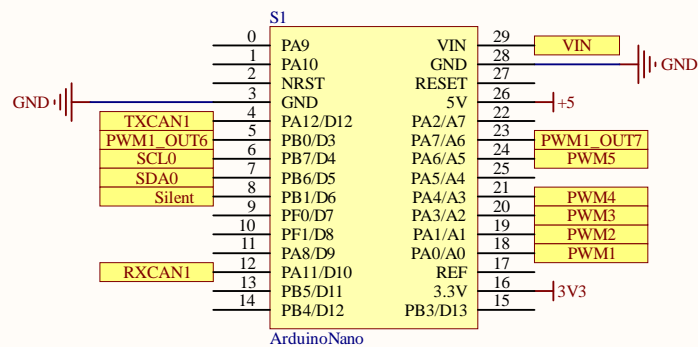 S1
0 PA9 VIN 29 VIN
1 PA10 GND 28 GND
2 NRST RESET 27
GND 3 GND 5V 26 +5
TXCAN1 4 PA12/D12 PA2/A7 22
PWM1_OUT6 5 PB0/D3 PA7/A6 23 PWM1_OUT7
SCL0 6 PB7/D4 PA6/A5 24 PWM5
SDA0 7 PB6/D5 PA5/A4 25
Silent 8 PB1/D6 PA4/A3 21 PWM4
9 PF0/D7 PA3/A2 20 PWM3
10 PF1/D8 PA1/A1 19 PWM2
11 PA8/D9 PA0/A0 18 PWM1
RXCAN1 12 PA11/D10 REF 17
13 PB5/D11 3.3V 16 3V3
14 PB4/D12 PB3/D13 15
ArduinoNano